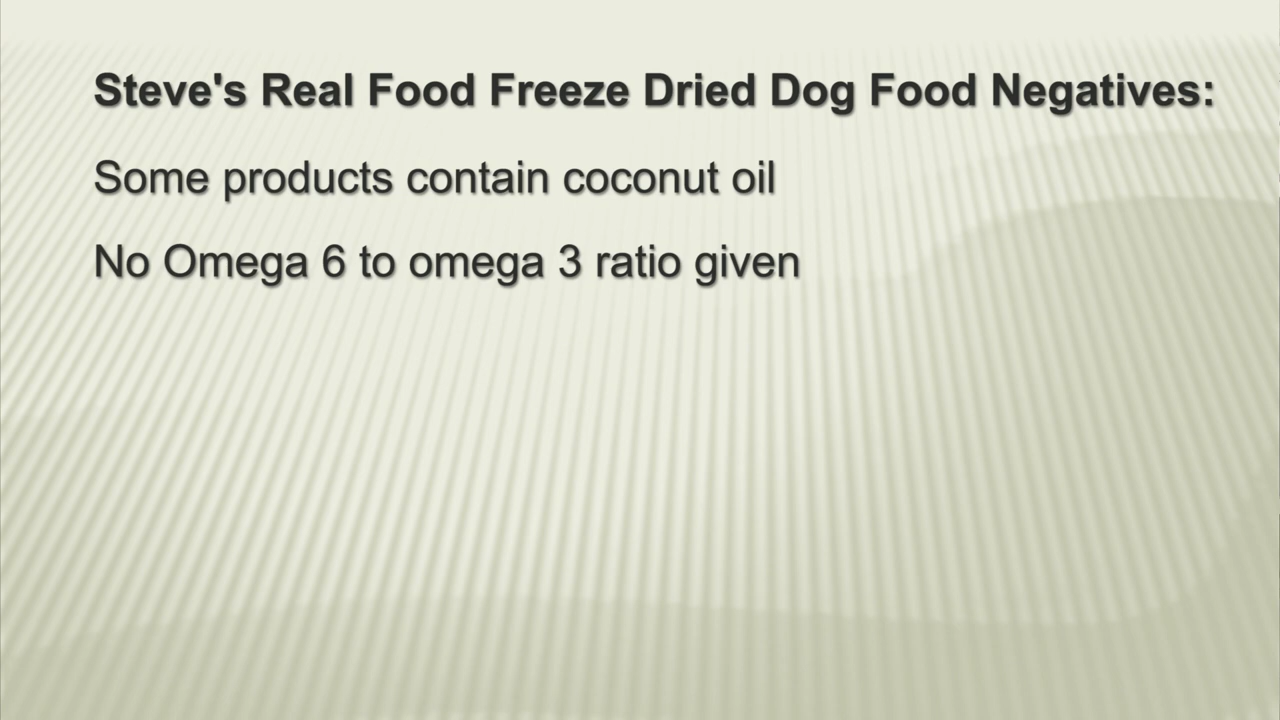 Steve's Real Food Freeze Dried Dog Food Negatives:
Some products contain coconut oil
No Omega 6 to omega 3 ratio given